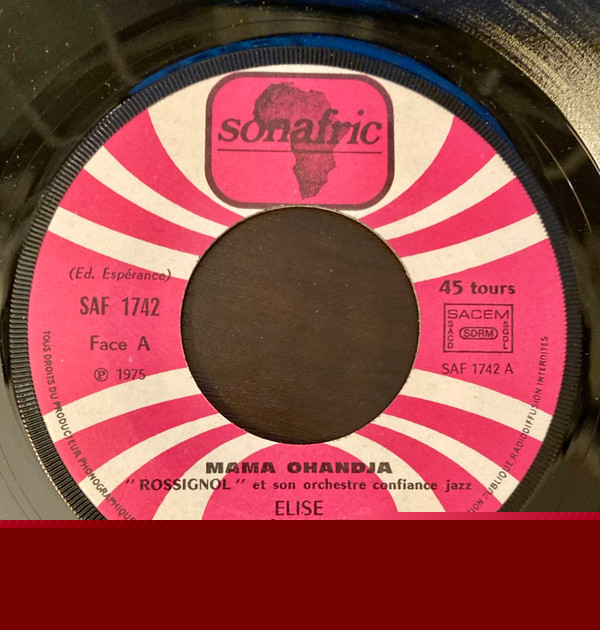 sonafric
(Ed. Espérance)
SAF 1742
Face A
℗ 1975
45 tours
SACEM
SACD
SDRM
SGDL
SAF 1742 A
TOUS DROITS DU PRODUCTEUR PHONOGRAPHIQUE
PUBLIQUE RADIODIFFUSION INTERDITES
MAMA OHANDJA
"ROSSIGNOL" et son orchestre confiance jazz
ELISE